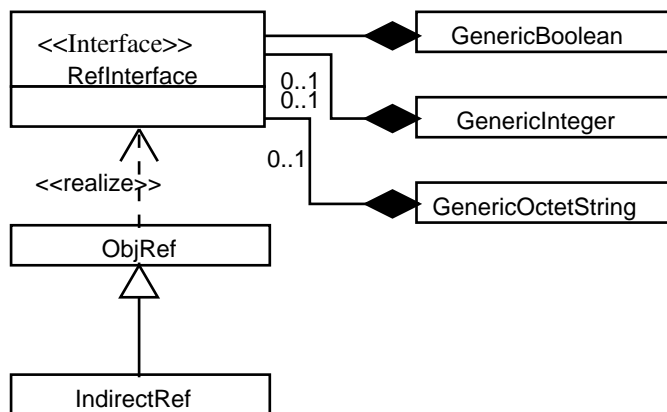 <<Interface>>
RefInterface
GenericBoolean
0..1
0..1
GenericInteger
0..1
<<realize>>
GenericOctetString
ObjRef
IndirectRef